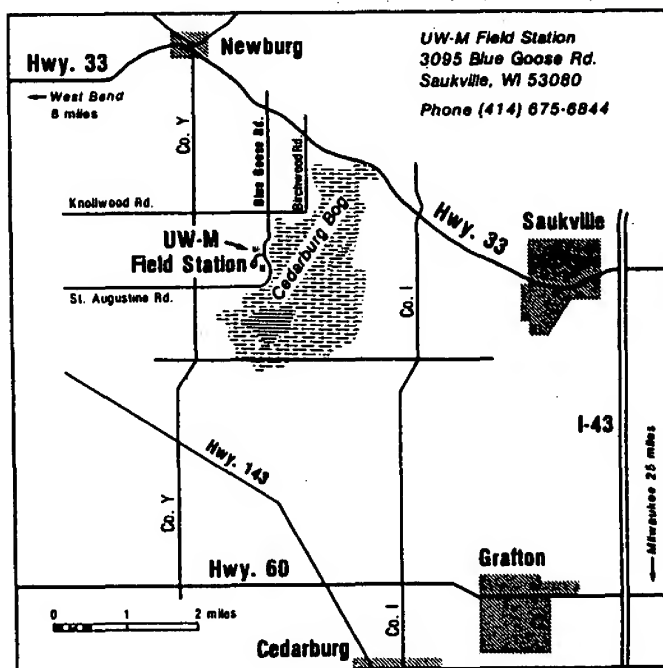 Newburg
UW-M Field Station
3095 Blue Goose Rd.
Saukville, WI 53080
Phone (414) 675-6844
Hwy. 33
West Bend
6 miles
Co. Y
Blue Goose Rd.
Birchwood Rd.
Knollwood Rd.
UW-M
Field Station
Cedarburg Bog
Hwy. 33
Saukville
St. Augustine Rd.
Co. I
I-43
Hwy. 143
Milwaukee 25 miles
Co. Y
Hwy. 60
Grafton
0 1 2 miles
Co. I
Cedarburg